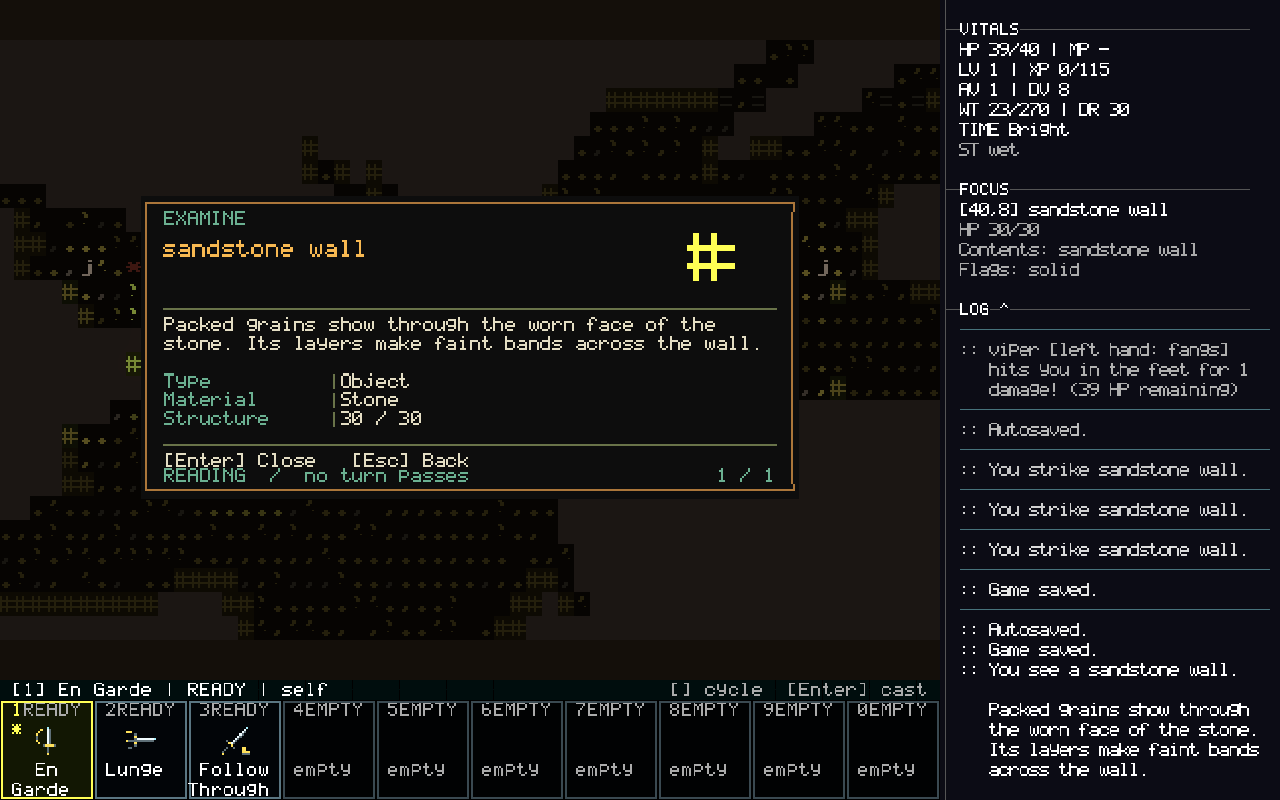 VITALS
HP 39/40 | MP -
LV 1 | XP 0/115
AV 1 | DV 8
WT 23/270 | DR 30
TIME Bright
ST wet
FOCUS
[40,8] sandstone wall
HP 30/30
Contents: sandstone wall
Flags: solid
LOG ^
:: viper [left hand: fangs]
hits you in the feet for 1
damage! (39 HP remaining)
:: Autosaved.
:: You strike sandstone wall.
:: You strike sandstone wall.
:: You strike sandstone wall.
:: Game saved.
:: Autosaved.
:: Game saved.
:: You see a sandstone wall.
Packed grains show through
the worn face of the stone.
Its layers make faint bands
across the wall.
EXAMINE
sandstone wall
#
Packed grains show through the worn face of the
stone. Its layers make faint bands across the wall.
Type |Object
Material |Stone
Structure |30 / 30
[Enter] Close [Esc] Back
READING / no turn passes 1 / 1
[1] En Garde | READY | self [] cycle [Enter] cast
1READY 2READY 3READY 4EMPTY 5EMPTY 6EMPTY 7EMPTY 8EMPTY 9EMPTY 0EMPTY
*
En Garde
Lunge
Follow Through
empty empty empty empty empty empty empty